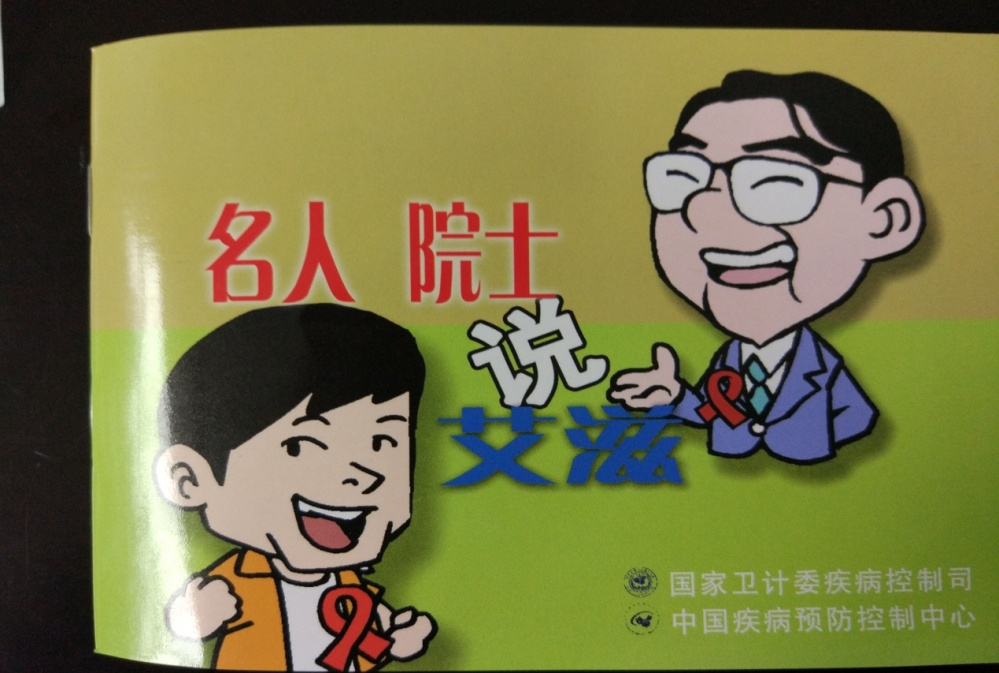 名人 院士
说
艾滋
国家卫计委疾病控制司
中国疾病预防控制中心